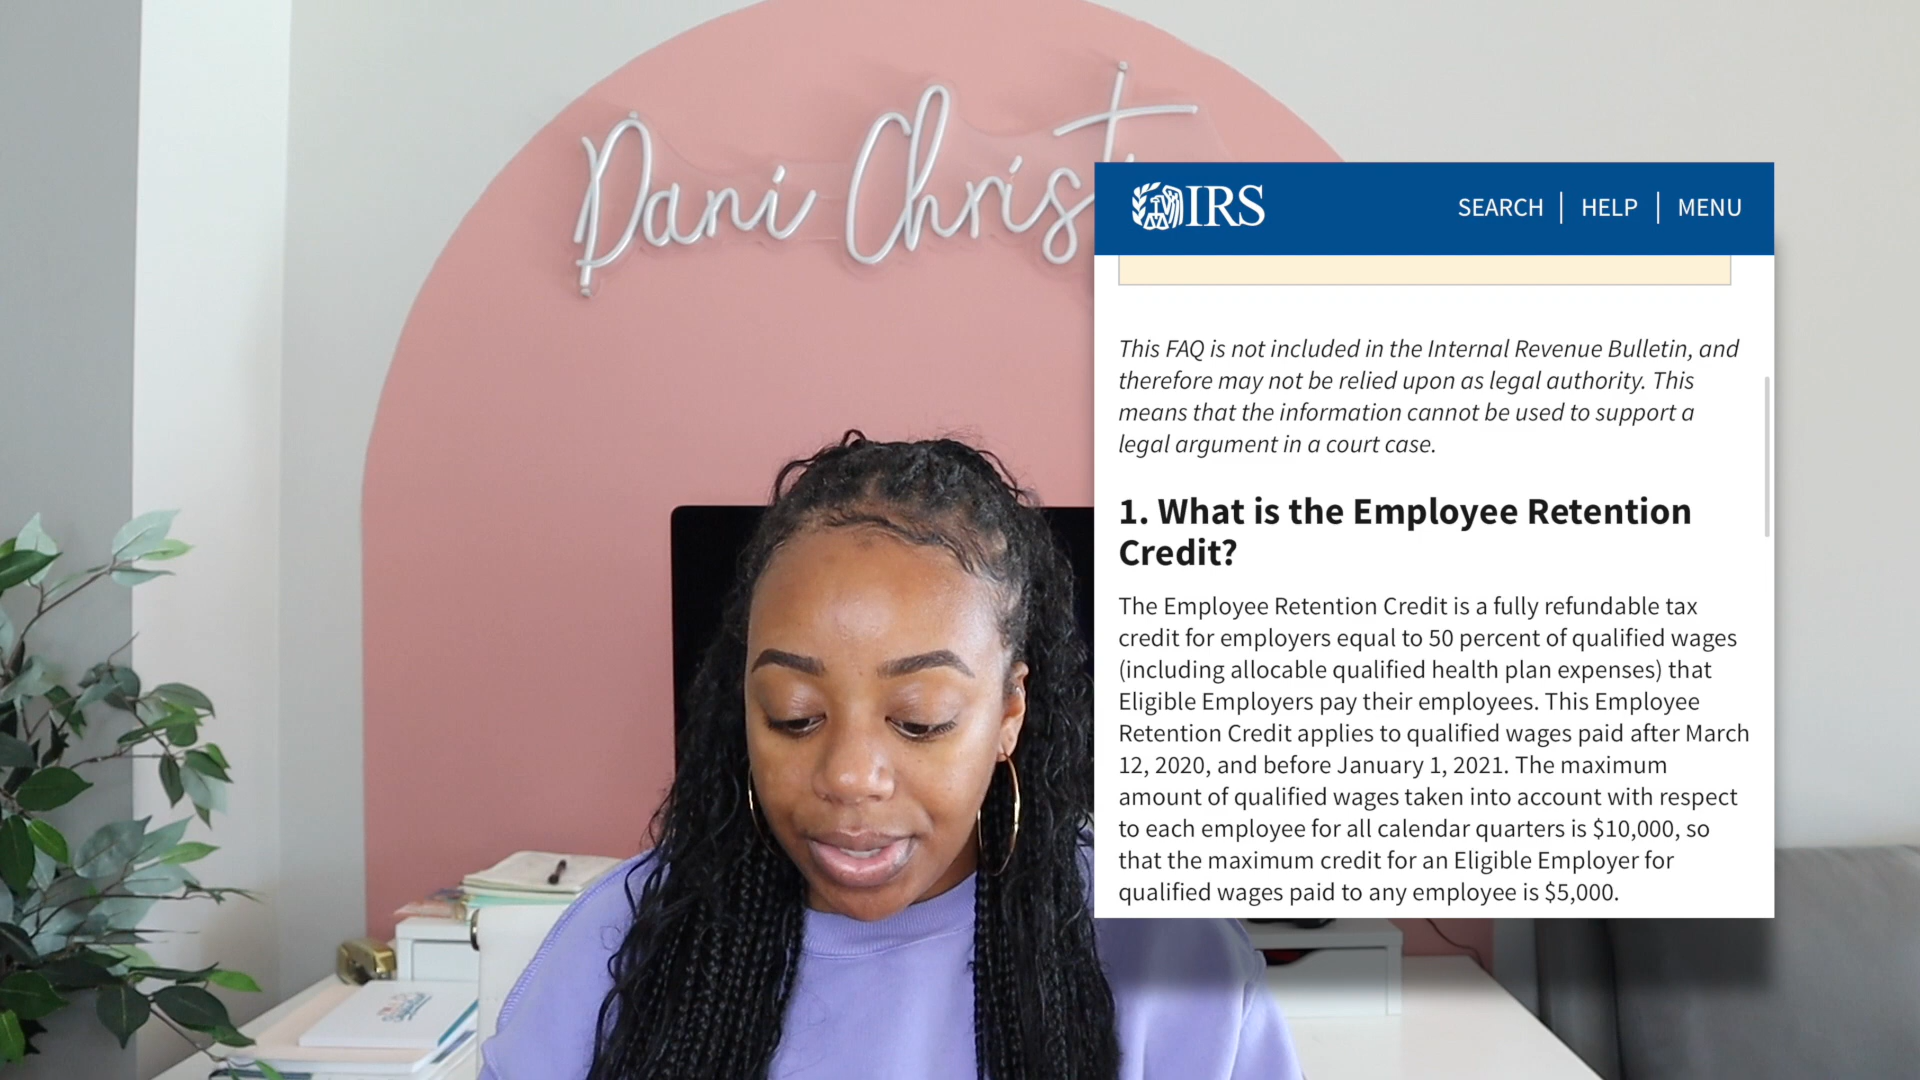 Dani Christ
IRS
SEARCH | HELP | MENU
This FAQ is not included in the Internal Revenue Bulletin, and
therefore may not be relied upon as legal authority. This
means that the information cannot be used to support a
legal argument in a court case.
1. What is the Employee Retention
Credit?
The Employee Retention Credit is a fully refundable tax
credit for employers equal to 50 percent of qualified wages
(including allocable qualified health plan expenses) that
Eligible Employers pay their employees. This Employee
Retention Credit applies to qualified wages paid after March
12, 2020, and before January 1, 2021. The maximum
amount of qualified wages taken into account with respect
to each employee for all calendar quarters is $10,000, so
that the maximum credit for an Eligible Employer for
qualified wages paid to any employee is $5,000.